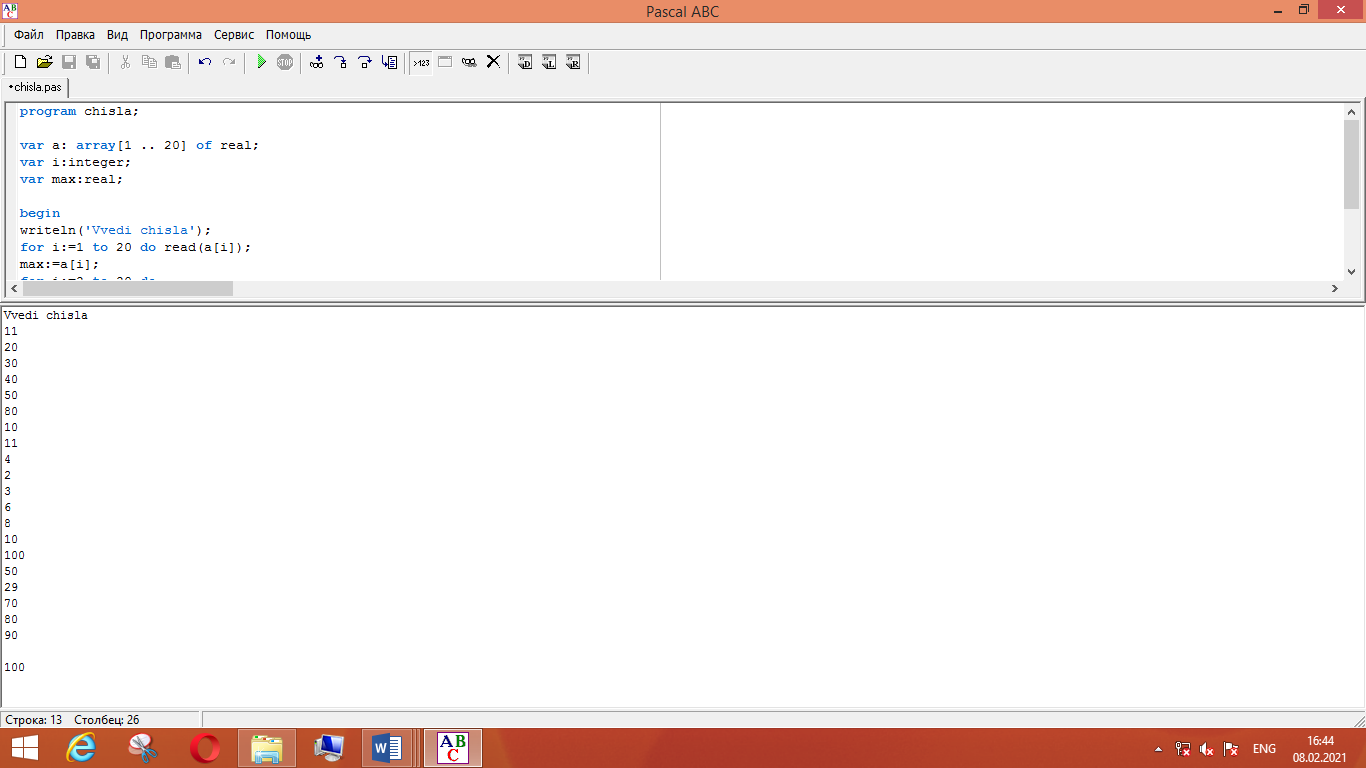 Pascal ABC
Файл Правка Вид Программа Сервис Помощь
•chisla.pas
program chisla;
var a: array[1 .. 20] of real;
var i:integer;
var max:real;
begin
writeln('Vvedi chisla');
for i:=1 to 20 do read(a[i]);
max:=a[i];
Vvedi chisla
11
20
30
40
50
80
10
11
4
2
3
6
8
10
100
50
29
70
80
90
100
Строка: 13 Столбец: 26
ENG
16:44
08.02.2021